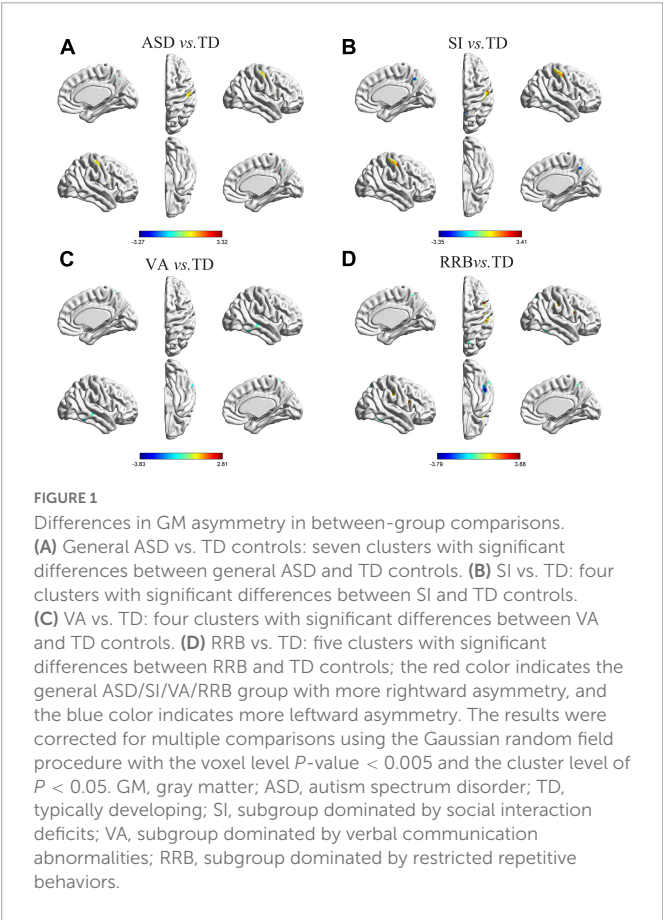 A
ASD vs.TD
B
SI vs.TD
-3.27
3.32
-3.35
3.41
C
VA vs.TD
D
RRBvs.TD
-3.83
2.81
-3.79
3.88
FIGURE 1
Differences in GM asymmetry in between-group comparisons.
(A) General ASD vs. TD controls: seven clusters with significant
differences between general ASD and TD controls. (B) SI vs. TD: four
clusters with significant differences between SI and TD controls.
(C) VA vs. TD: four clusters with significant differences between VA
and TD controls. (D) RRB vs. TD: five clusters with significant
differences between RRB and TD controls; the red color indicates the
general ASD/SI/VA/RRB group with more rightward asymmetry, and
the blue color indicates more leftward asymmetry. The results were
corrected for multiple comparisons using the Gaussian random field
procedure with the voxel level P-value < 0.005 and the cluster level of
P < 0.05. GM, gray matter; ASD, autism spectrum disorder; TD,
typically developing; SI, subgroup dominated by social interaction
deficits; VA, subgroup dominated by verbal communication
abnormalities; RRB, subgroup dominated by restricted repetitive
behaviors.